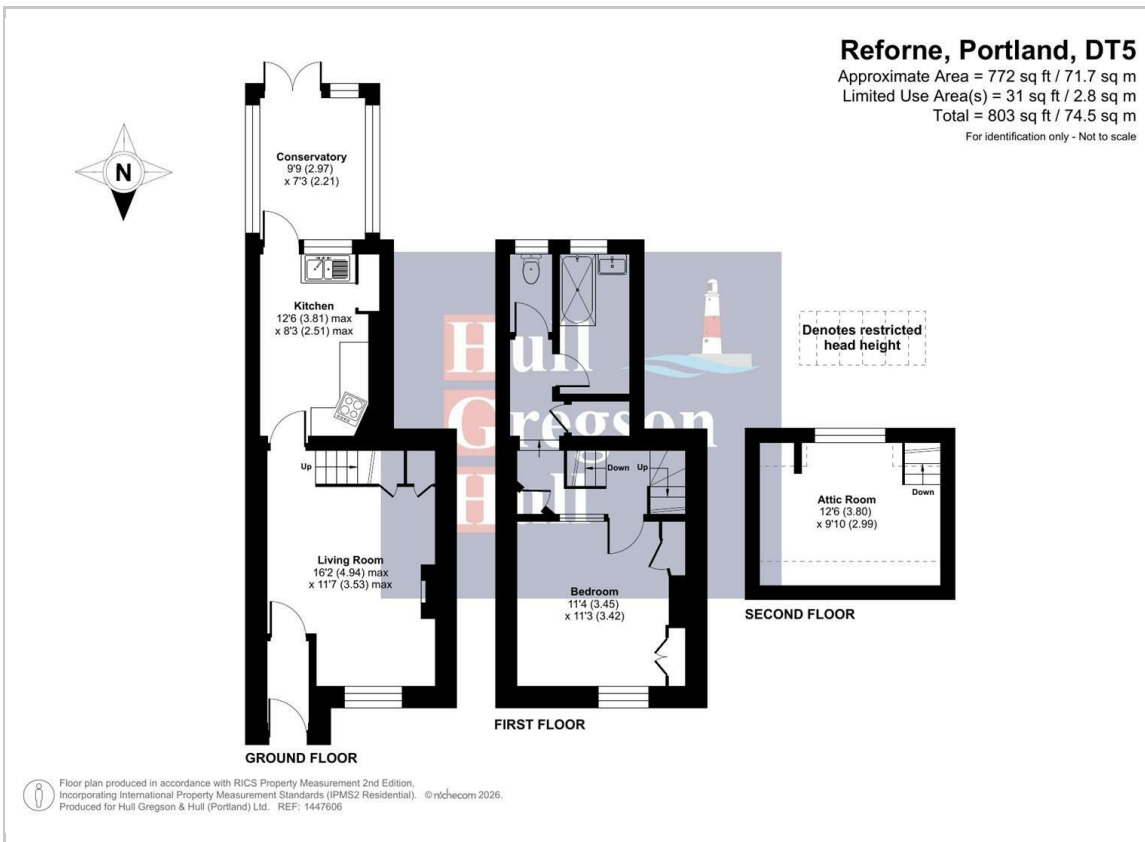 Reforne, Portland, DT5
Approximate Area = 772 sq ft / 71.7 sq m
Limited Use Area(s) = 31 sq ft / 2.8 sq m
Total = 803 sq ft / 74.5 sq m
For identification only - Not to scale
N
Conservatory
9'9 (2.97)
x 7'3 (2.21)
Kitchen
12'6 (3.81) max
x 8'3 (2.51) max
Up
Living Room
16'2 (4.94) max
x 11'7 (3.53) max
GROUND FLOOR
Hull
Gregson
Hull
Down
Up
Bedroom
11'4 (3.45)
x 11'3 (3.42)
FIRST FLOOR
Denotes restricted
head height
Attic Room
12'6 (3.80)
x 9'10 (2.99)
Down
SECOND FLOOR
Floor plan produced in accordance with RICS Property Measurement 2nd Edition,
Incorporating International Property Measurement Standards (IPMS2 Residential). ©nichecom 2026.
Produced for Hull Gregson & Hull (Portland) Ltd. REF: 1447606